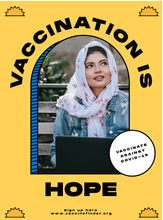 VACCINATION IS
HOPE
VACCINATE
AGAINST
COVID-19
Sign up here
www.vaccinefinder.org